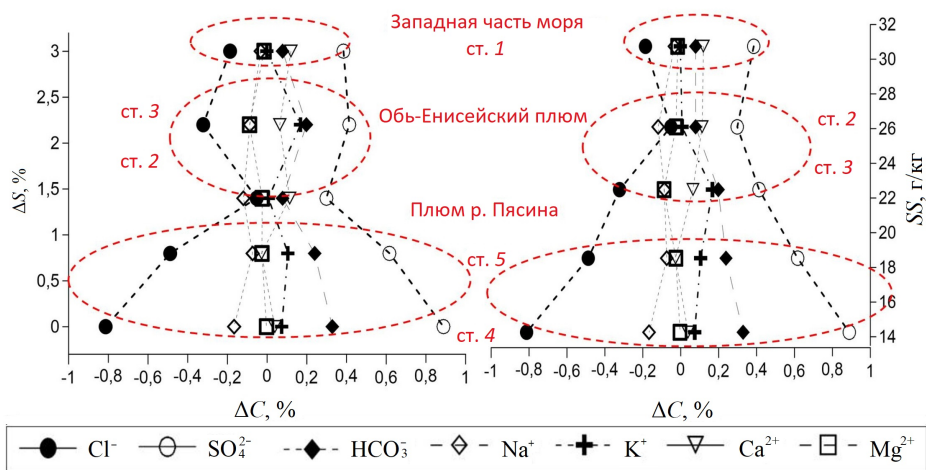 Западная часть моря
ст. 1
ст. 3
Обь-Енисейский плюм
ст. 2
ст. 2
ст. 3
Плюм р. Пясина
ст. 5
ст. 4
ΔS, %
3
2,5
2
1,5
1
0,5
0
-1 -0,8 -0,6 -0,4 -0,2 0 0,2 0,4 0,6 0,8 1
ΔC, %
32
30
28
26
24
22
20
18
16
14
SS, г/кг
-1 -0,8 -0,6 -0,4 -0,2 0 0,2 0,4 0,6 0,8 1
ΔC, %
Cl⁻ SO₄²⁻ HCO₃⁻ Na⁺ K⁺ Ca²⁺ Mg²⁺